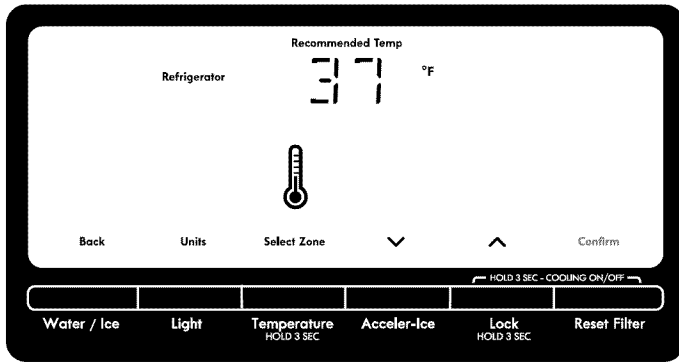 Recommended Temp
Refrigerator 37 °F
Back Units Select Zone Confirm
HOLD 3 SEC - COOLING ON/OFF
Water / Ice Light Temperature Acceler-Ice Lock Reset Filter
HOLD 3 SEC HOLD 3 SEC